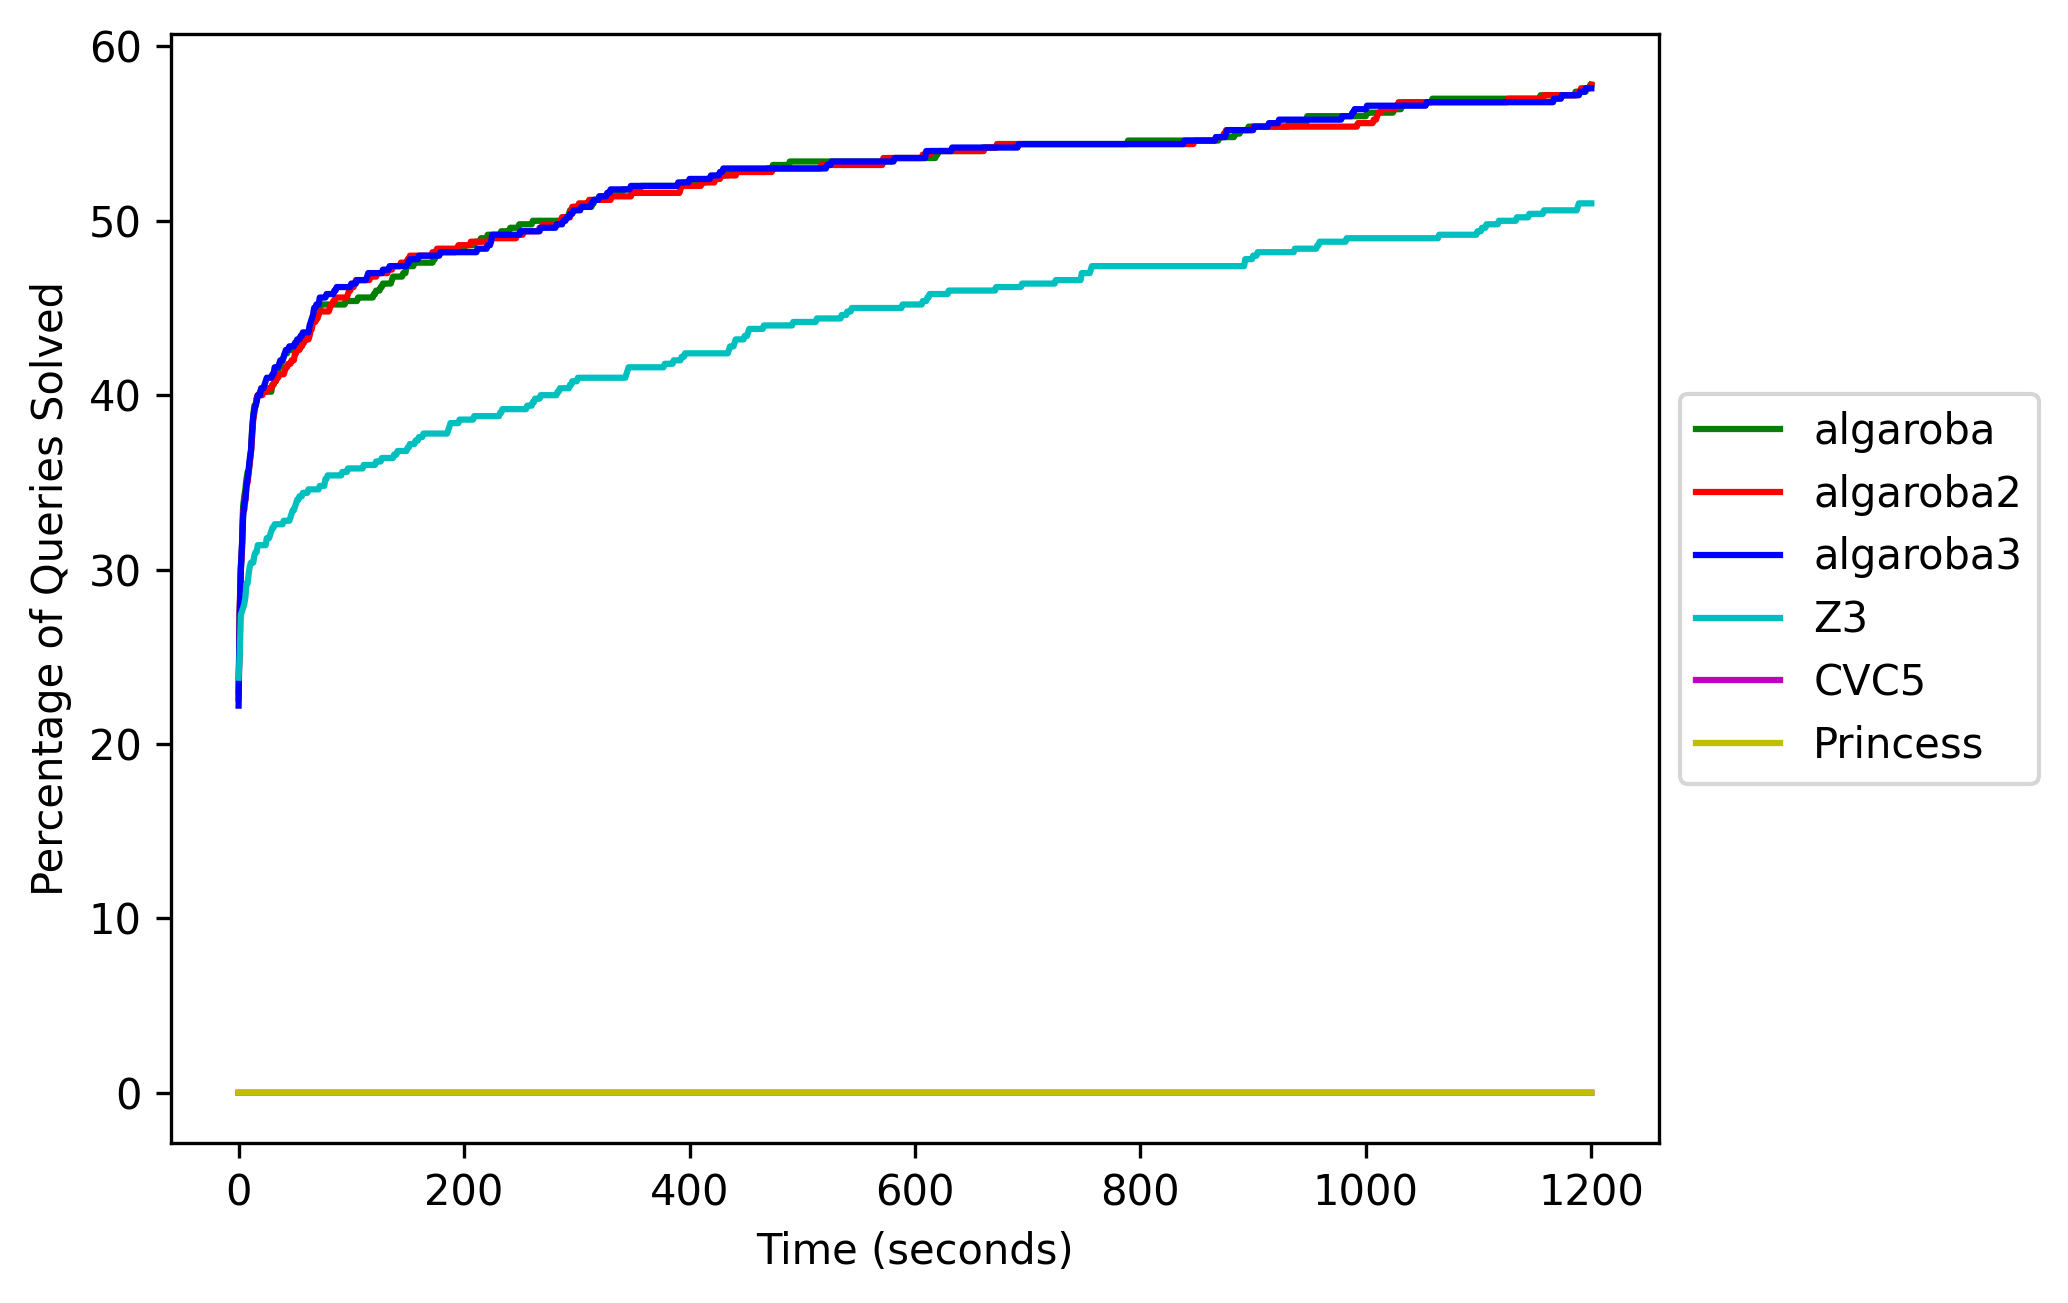 60
50
40
30
20
10
0
Percentage of Queries Solved
0 200 400 600 800 1000 1200
Time (seconds)
algaroba
algaroba2
algaroba3
Z3
CVC5
Princess